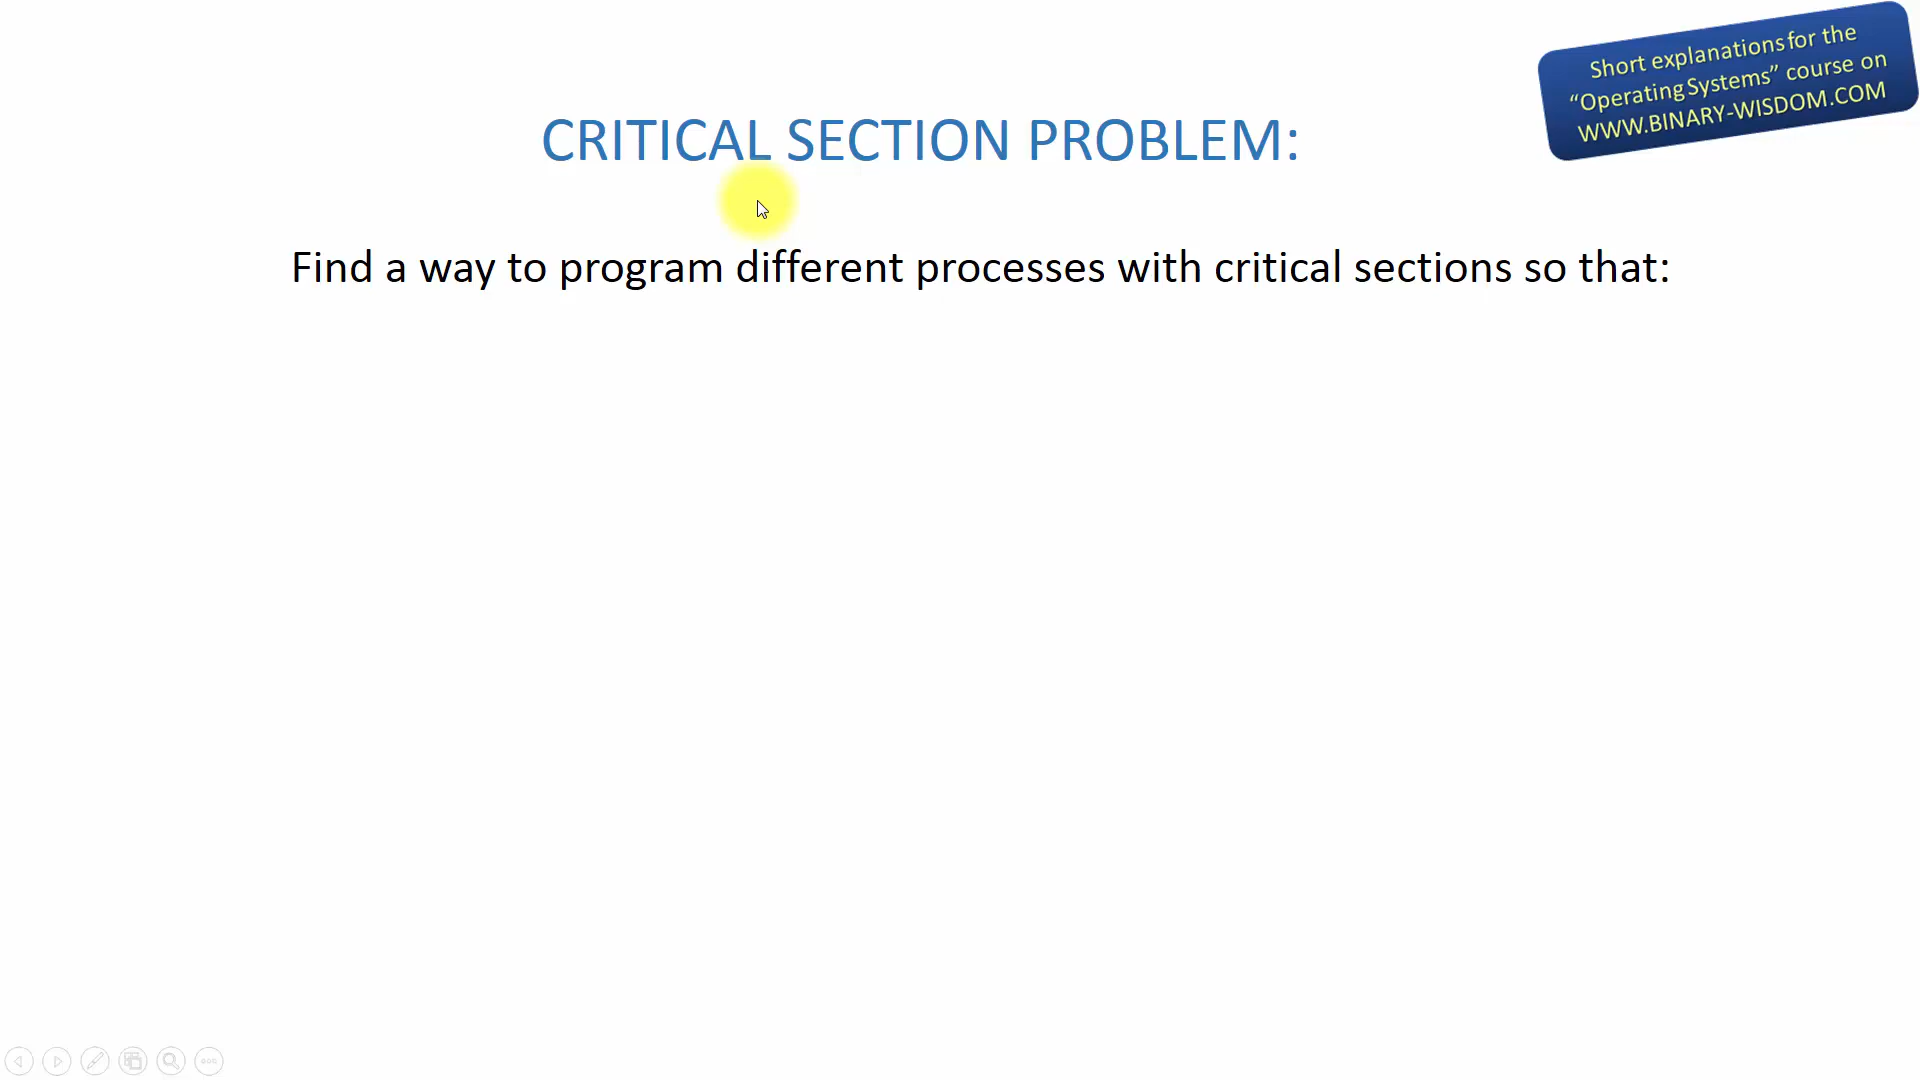 Short explanations for the
“Operating Systems” course on
WWW.BINARY-WISDOM.COM
CRITICAL SECTION PROBLEM:
Find a way to program different processes with critical sections so that: